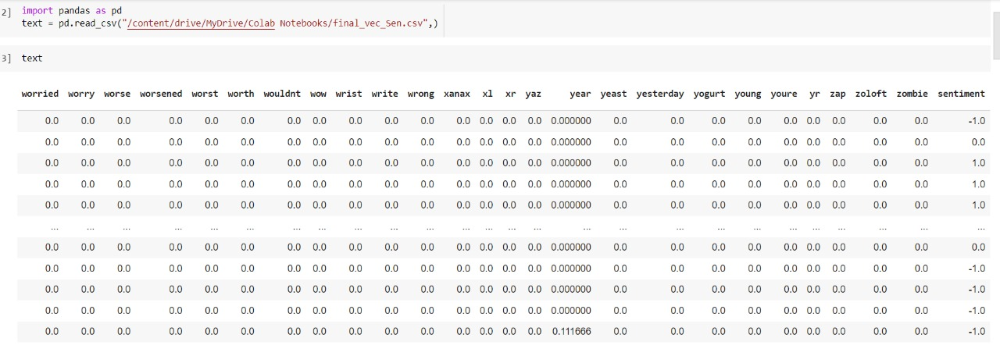 2] import pandas as pd
text = pd.read_csv("/content/drive/MyDrive/Colab Notebooks/final_vec_Sen.csv",)
3] text
worried worry worse worsened worst worth wouldnt wow wrist write wrong xanax xl xr yaz year yeast yesterday yogurt young youre yr zap zoloft zombie sentiment
0.0 0.0 0.0 0.0 0.0 0.0 0.0 0.0 0.0 0.0 0.0 0.0 0.0 0.0 0.0 0.000000 0.0 0.0 0.0 0.0 0.0 0.0 0.0 0.0 0.0 -1.0
0.0 0.0 0.0 0.0 0.0 0.0 0.0 0.0 0.0 0.0 0.0 0.0 0.0 0.0 0.0 0.000000 0.0 0.0 0.0 0.0 0.0 0.0 0.0 0.0 0.0 0.0
0.0 0.0 0.0 0.0 0.0 0.0 0.0 0.0 0.0 0.0 0.0 0.0 0.0 0.0 0.0 0.000000 0.0 0.0 0.0 0.0 0.0 0.0 0.0 0.0 0.0 1.0
0.0 0.0 0.0 0.0 0.0 0.0 0.0 0.0 0.0 0.0 0.0 0.0 0.0 0.0 0.0 0.000000 0.0 0.0 0.0 0.0 0.0 0.0 0.0 0.0 0.0 1.0
0.0 0.0 0.0 0.0 0.0 0.0 0.0 0.0 0.0 0.0 0.0 0.0 0.0 0.0 0.0 0.000000 0.0 0.0 0.0 0.0 0.0 0.0 0.0 0.0 0.0 1.0
... ... ... ... ... ... ... ... ... ... ... ... ... ... ... ... ... ... ... ... ... ... ... ... ... ...
0.0 0.0 0.0 0.0 0.0 0.0 0.0 0.0 0.0 0.0 0.0 0.0 0.0 0.0 0.0 0.000000 0.0 0.0 0.0 0.0 0.0 0.0 0.0 0.0 0.0 0.0
0.0 0.0 0.0 0.0 0.0 0.0 0.0 0.0 0.0 0.0 0.0 0.0 0.0 0.0 0.0 0.000000 0.0 0.0 0.0 0.0 0.0 0.0 0.0 0.0 0.0 -1.0
0.0 0.0 0.0 0.0 0.0 0.0 0.0 0.0 0.0 0.0 0.0 0.0 0.0 0.0 0.0 0.000000 0.0 0.0 0.0 0.0 0.0 0.0 0.0 0.0 0.0 -1.0
0.0 0.0 0.0 0.0 0.0 0.0 0.0 0.0 0.0 0.0 0.0 0.0 0.0 0.0 0.0 0.000000 0.0 0.0 0.0 0.0 0.0 0.0 0.0 0.0 0.0 -1.0
0.0 0.0 0.0 0.0 0.0 0.0 0.0 0.0 0.0 0.0 0.0 0.0 0.0 0.0 0.0 0.111666 0.0 0.0 0.0 0.0 0.0 0.0 0.0 0.0 0.0 -1.0